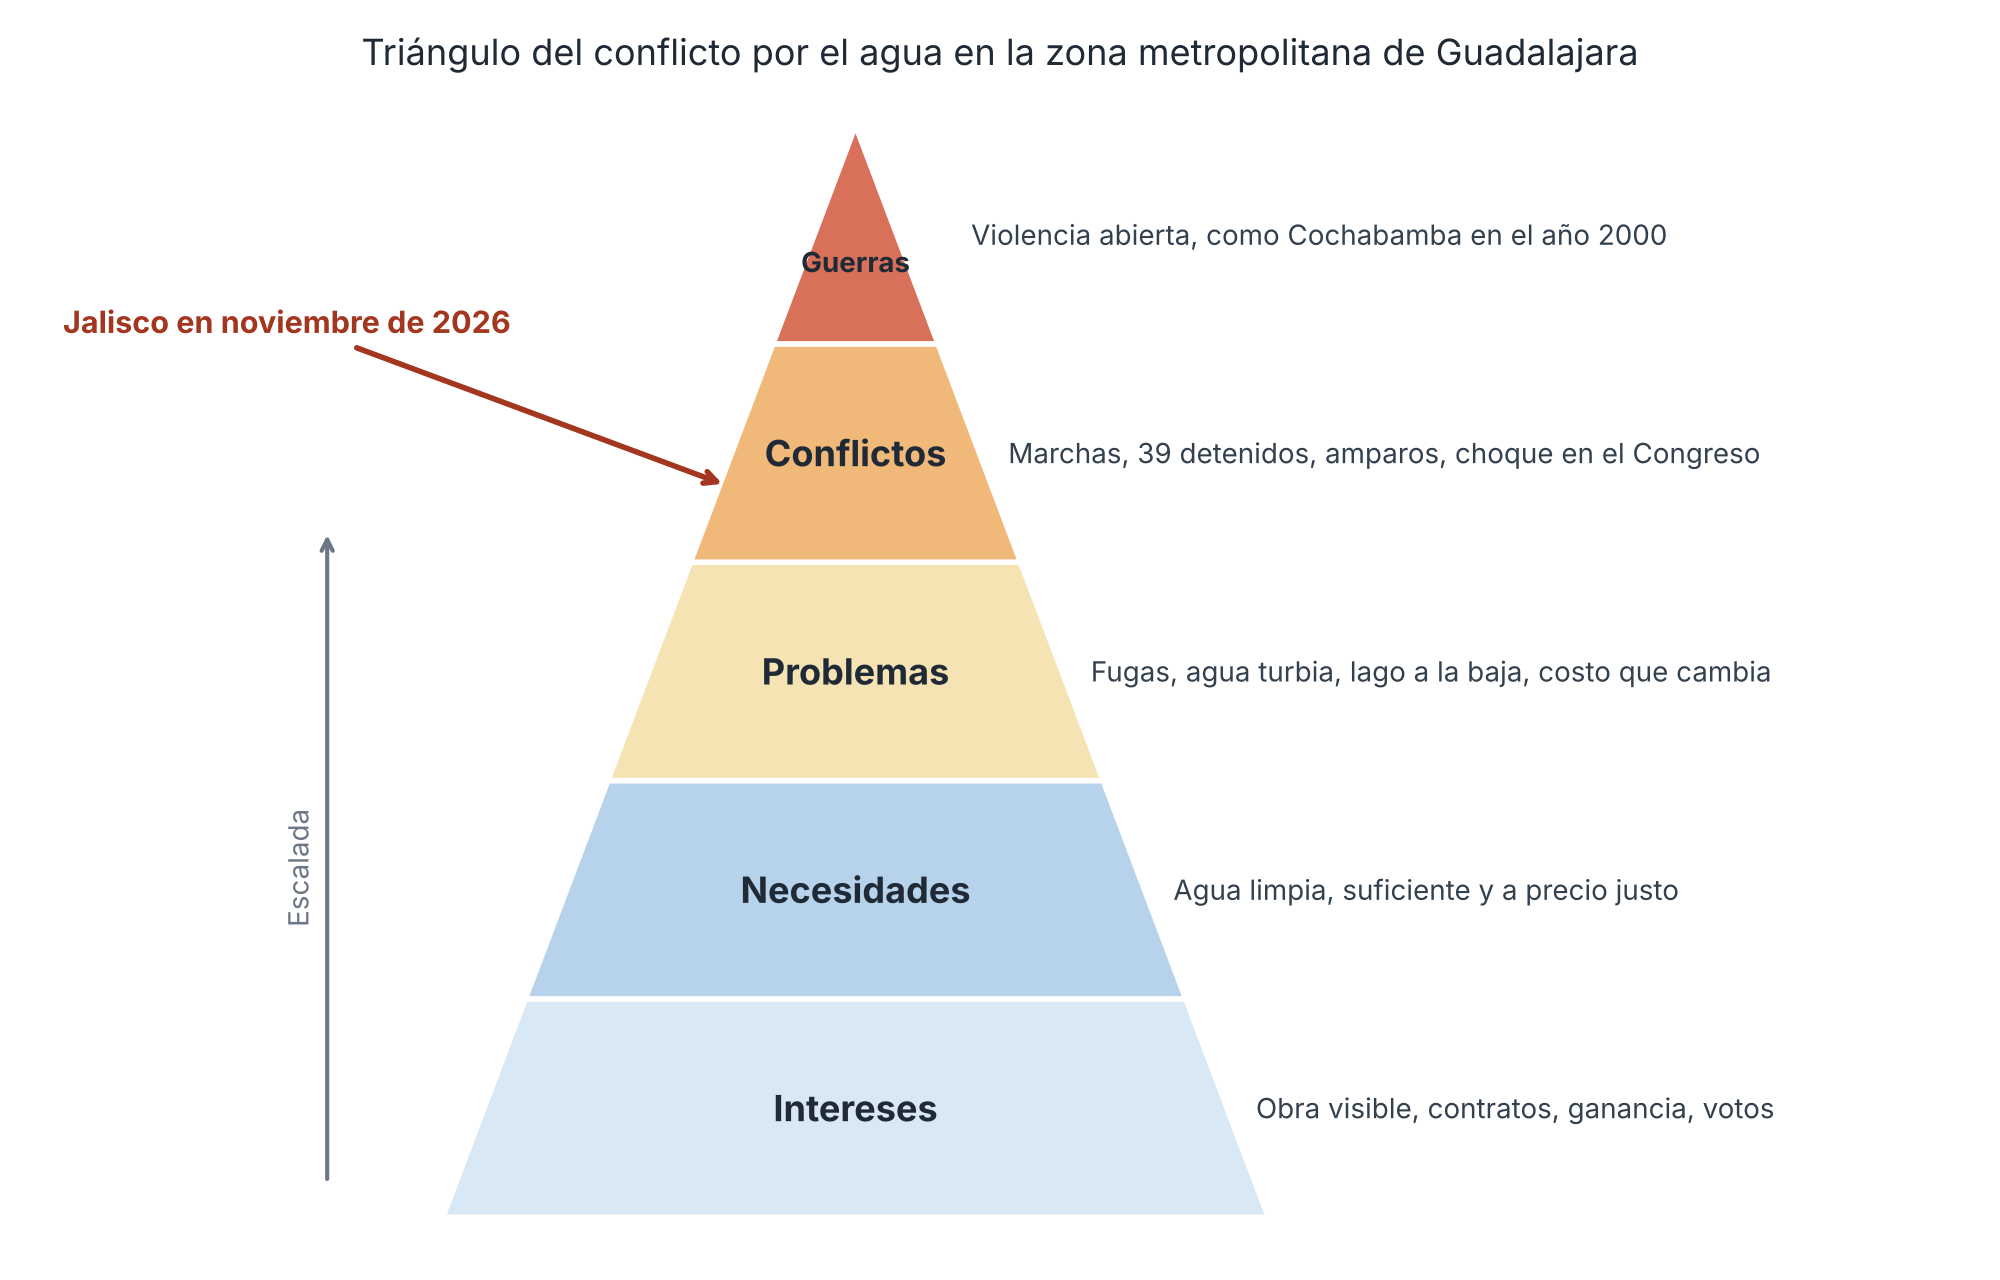 Triángulo del conflicto por el agua en la zona metropolitana de Guadalajara
Guerras
Violencia abierta, como Cochabamba en el año 2000
Jalisco en noviembre de 2026
Conflictos
Marchas, 39 detenidos, amparos, choque en el Congreso
Problemas
Fugas, agua turbia, lago a la baja, costo que cambia
Escalada
Necesidades
Agua limpia, suficiente y a precio justo
Intereses
Obra visible, contratos, ganancia, votos